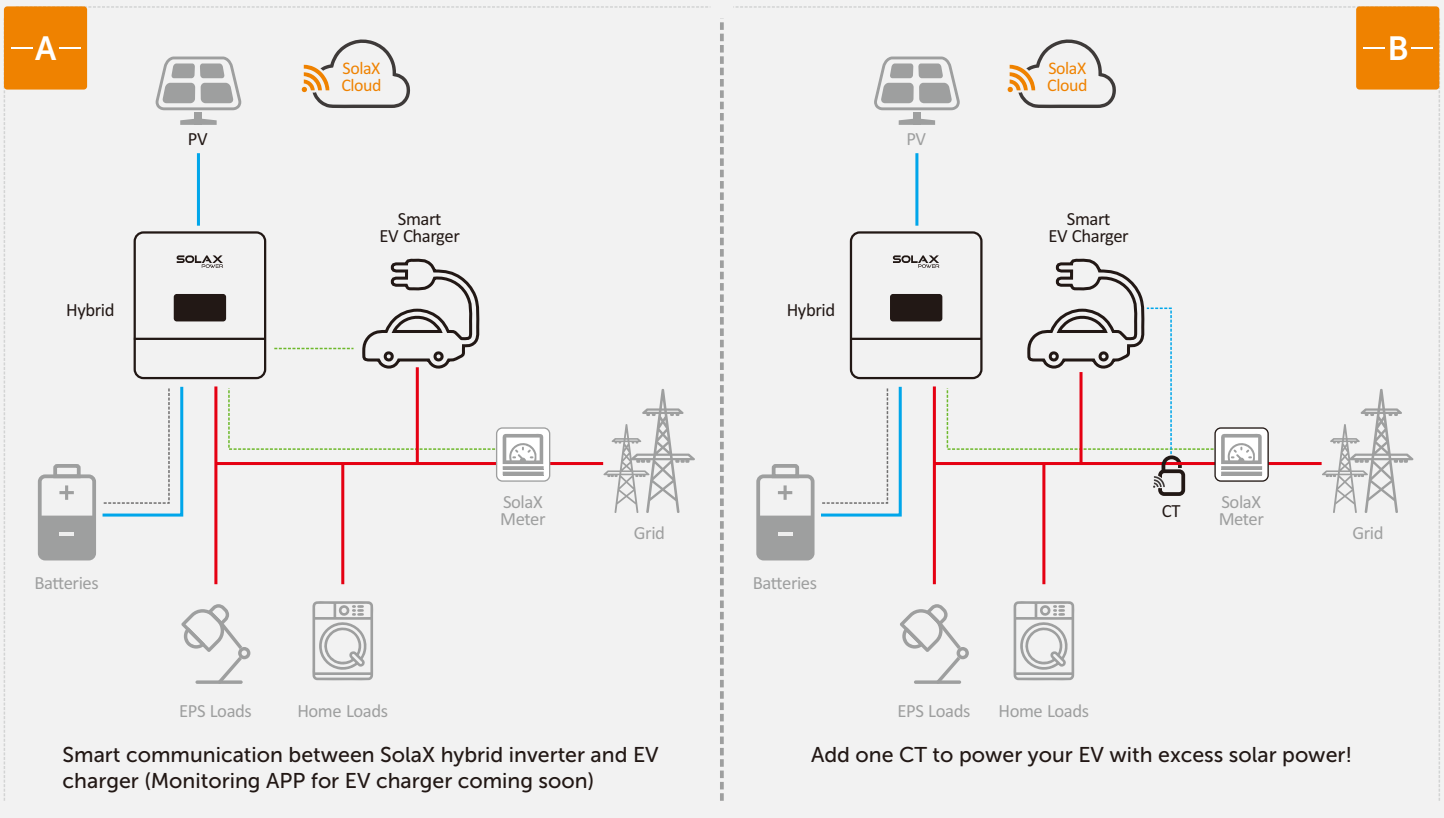 A
SolaX
Cloud
PV
Smart
EV Charger
SOLAX
POWER
Hybrid
SolaX
Meter
Grid
Batteries
EPS Loads
Home Loads
Smart communication between SolaX hybrid inverter and EV
charger (Monitoring APP for EV charger coming soon)
B
SolaX
Cloud
PV
Smart
EV Charger
SOLAX
POWER
Hybrid
CT
SolaX
Meter
Grid
Batteries
EPS Loads
Home Loads
Add one CT to power your EV with excess solar power!